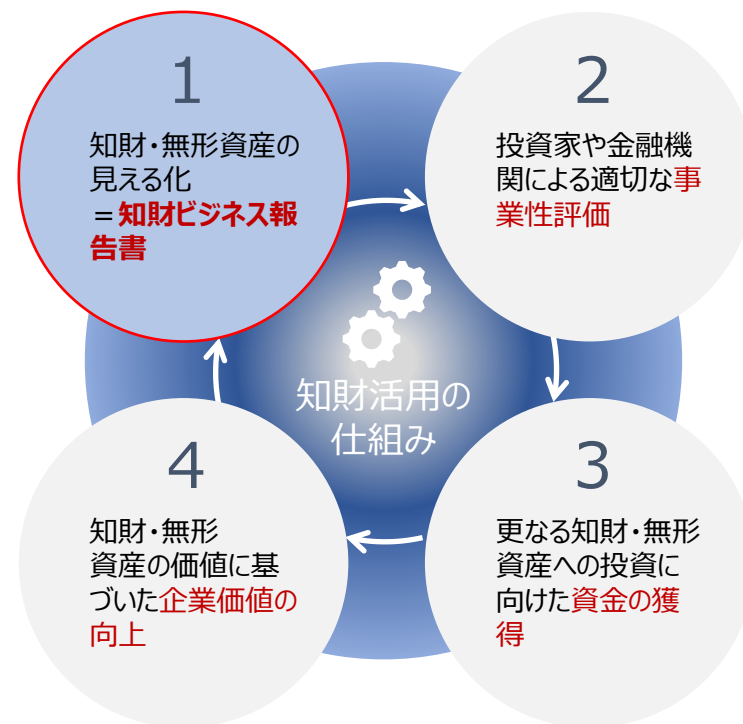 1
知財・無形資産の
見える化
=知財ビジネス報
告書
2
投資家や金融機
関による適切な事
業性評価
知財活用の
仕組み
4
知財・無形
資産の価値に基
づいた企業価値の
向上
3
更なる知財・無形
資産への投資に
向けた資金の獲
得